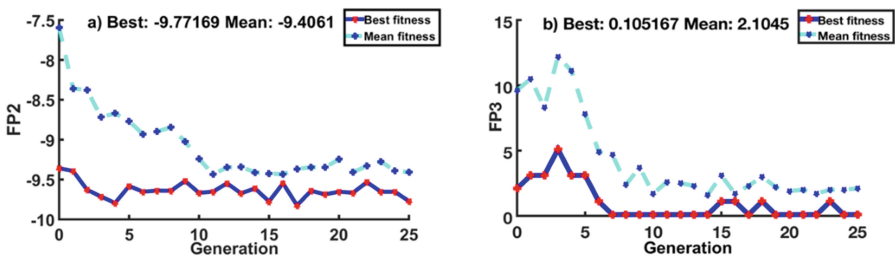 a) Best: -9.77169 Mean: -9.4061
Best fitness
Mean fitness
FP2
-7.5
-8
-8.5
-9
-9.5
-10
0 5 10 15 20 25
Generation
b) Best: 0.105167 Mean: 2.1045
Best fitness
Mean fitness
FP3
15
10
5
0
0 5 10 15 20 25
Generation